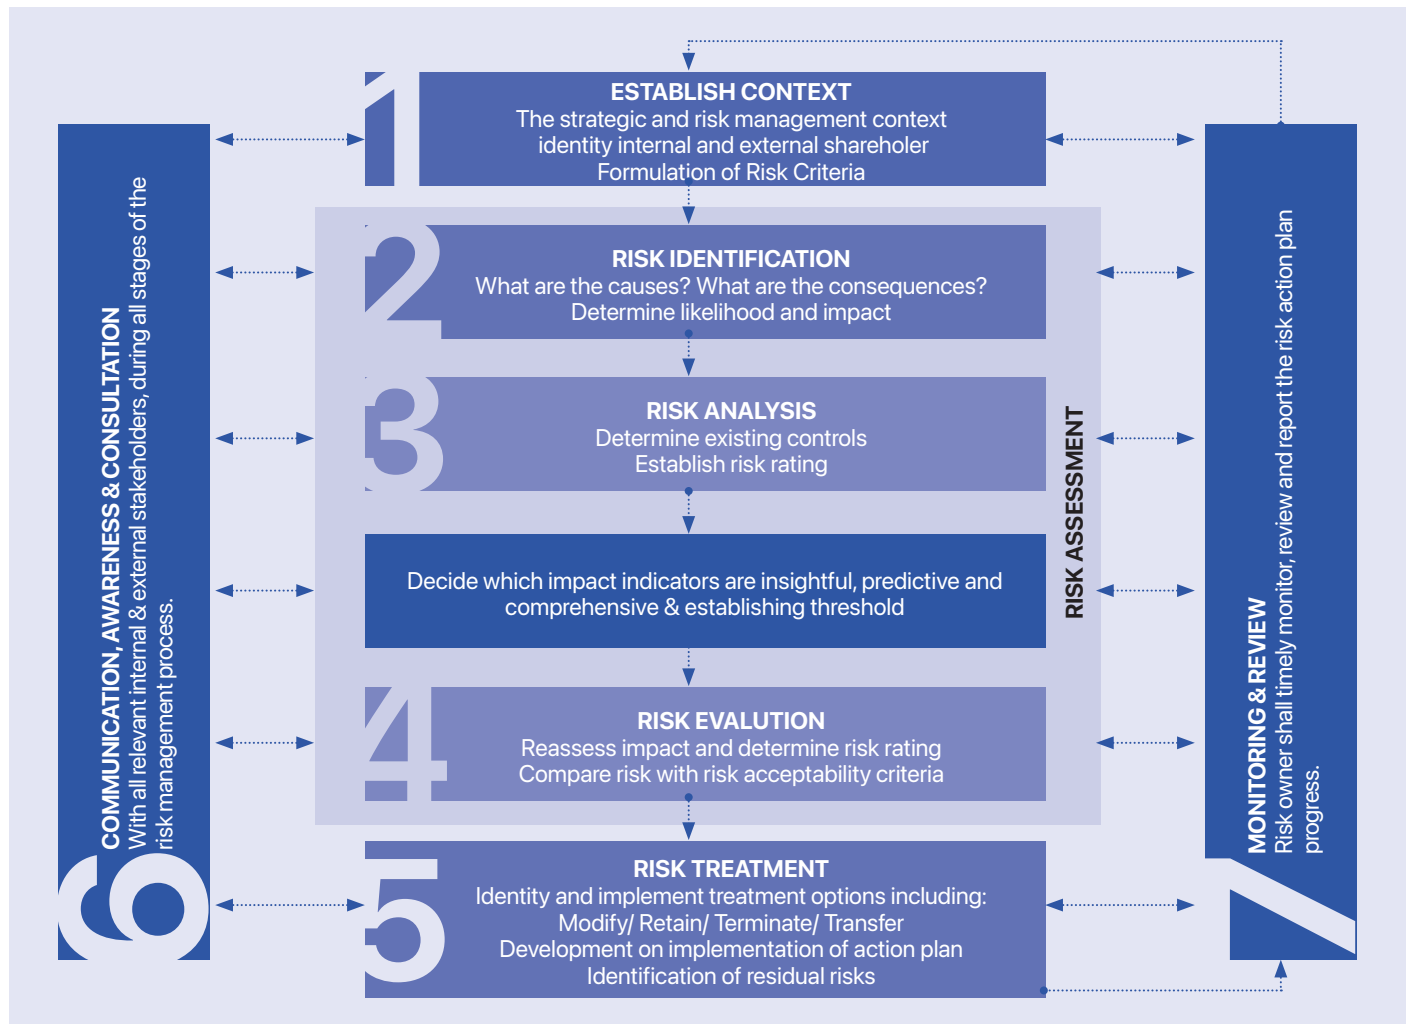 1
ESTABLISH CONTEXT
The strategic and risk management context
identity internal and external shareholer
Formulation of Risk Criteria
2
RISK IDENTIFICATION
What are the causes? What are the consequences?
Determine likelihood and impact
3
RISK ANALYSIS
Determine existing controls
Establish risk rating
Decide which impact indicators are insightful, predictive and
comprehensive & establishing threshold
4
RISK EVALUTION
Reassess impact and determine risk rating
Compare risk with risk acceptability criteria
RISK ASSESSMENT
5
RISK TREATMENT
Identity and implement treatment options including:
Modify/ Retain/ Terminate/ Transfer
Development on implementation of action plan
Identification of residual risks
6
COMMUNICATION, AWARENESS & CONSULTATION
With all relevant internal & external stakeholders, during all stages of the
risk management process.
7
MONITORING & REVIEW
Risk owner shall timely monitor, review and report the risk action plan
progress.